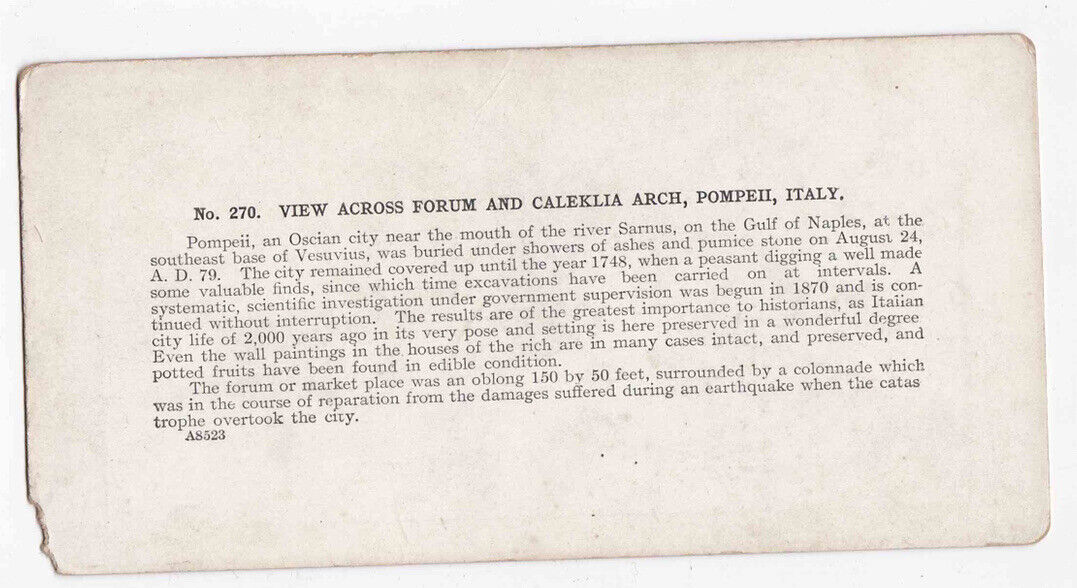 No. 270. VIEW ACROSS FORUM AND CALEKLIA ARCH, POMPEII, ITALY.
Pompeii, an Oscian city near the mouth of the river Sarnus, on the Gulf of Naples, at the
southeast base of Vesuvius, was buried under showers of ashes and pumice stone on August 24,
A. D. 79. The city remained covered up until the year 1748, when a peasant digging a well made
some valuable finds, since which time excavations have been carried on at intervals. A
systematic, scientific investigation under government supervision was begun in 1870 and is con-
tinued without interruption. The results are of the greatest importance to historians, as Italian
city life of 2,000 years ago in its very pose and setting is here preserved in a wonderful degree
Even the wall paintings in the houses of the rich are in many cases intact, and preserved, and
potted fruits have been found in edible condition.
The forum or market place was an oblong 150 by 50 feet, surrounded by a colonnade which
was in the course of reparation from the damages suffered during an earthquake when the catas
trophe overtook the city.
A8523